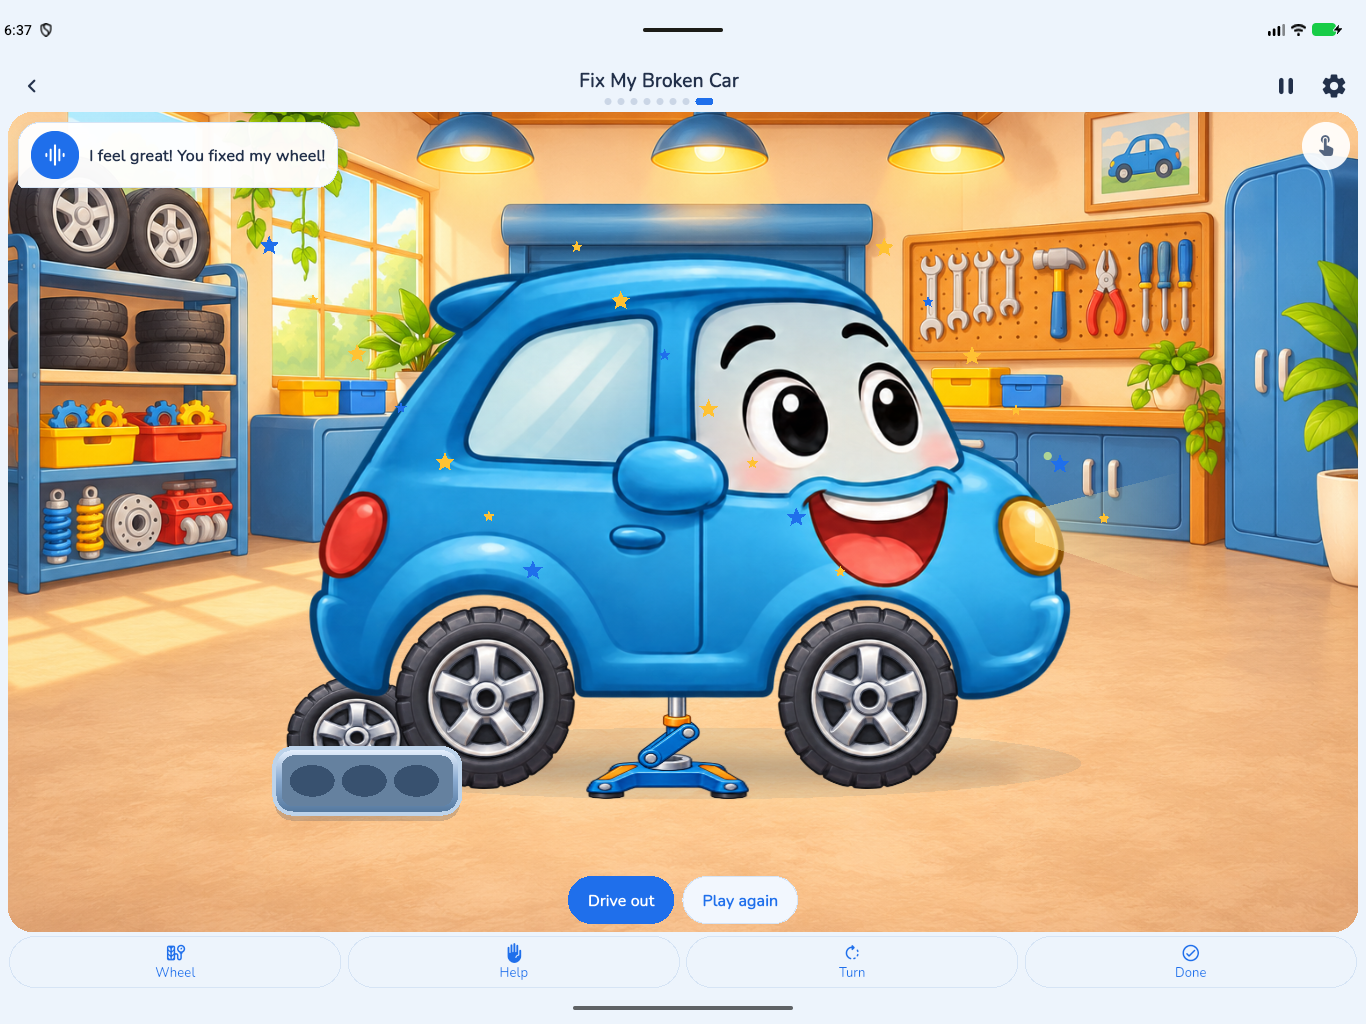 6:37
Fix My Broken Car
I feel great! You fixed my wheel!
Drive out
Play again
Wheel
Help
Turn
Done